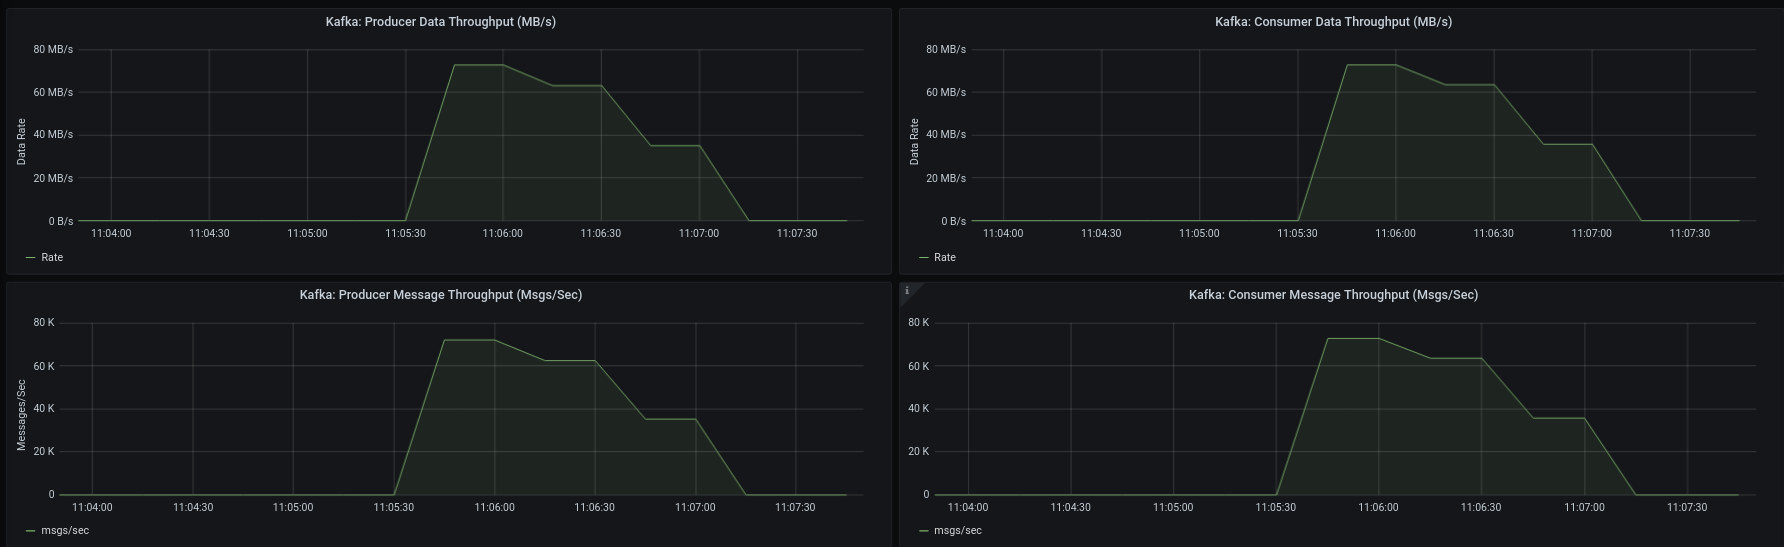 Kafka: Producer Data Throughput (MB/s)
80 MB/s
60 MB/s
40 MB/s
20 MB/s
0 B/s
Data Rate
11:04:00 11:04:30 11:05:00 11:05:30 11:06:00 11:06:30 11:07:00 11:07:30
Rate
Kafka: Consumer Data Throughput (MB/s)
80 MB/s
60 MB/s
40 MB/s
20 MB/s
0 B/s
Data Rate
11:04:00 11:04:30 11:05:00 11:05:30 11:06:00 11:06:30 11:07:00 11:07:30
Rate
Kafka: Producer Message Throughput (Msgs/Sec)
80 K
60 K
40 K
20 K
0
Messages/Sec
11:04:00 11:04:30 11:05:00 11:05:30 11:06:00 11:06:30 11:07:00 11:07:30
msgs/sec
i
Kafka: Consumer Message Throughput (Msgs/Sec)
80 K
60 K
40 K
20 K
0
11:04:00 11:04:30 11:05:00 11:05:30 11:06:00 11:06:30 11:07:00 11:07:30
msgs/sec